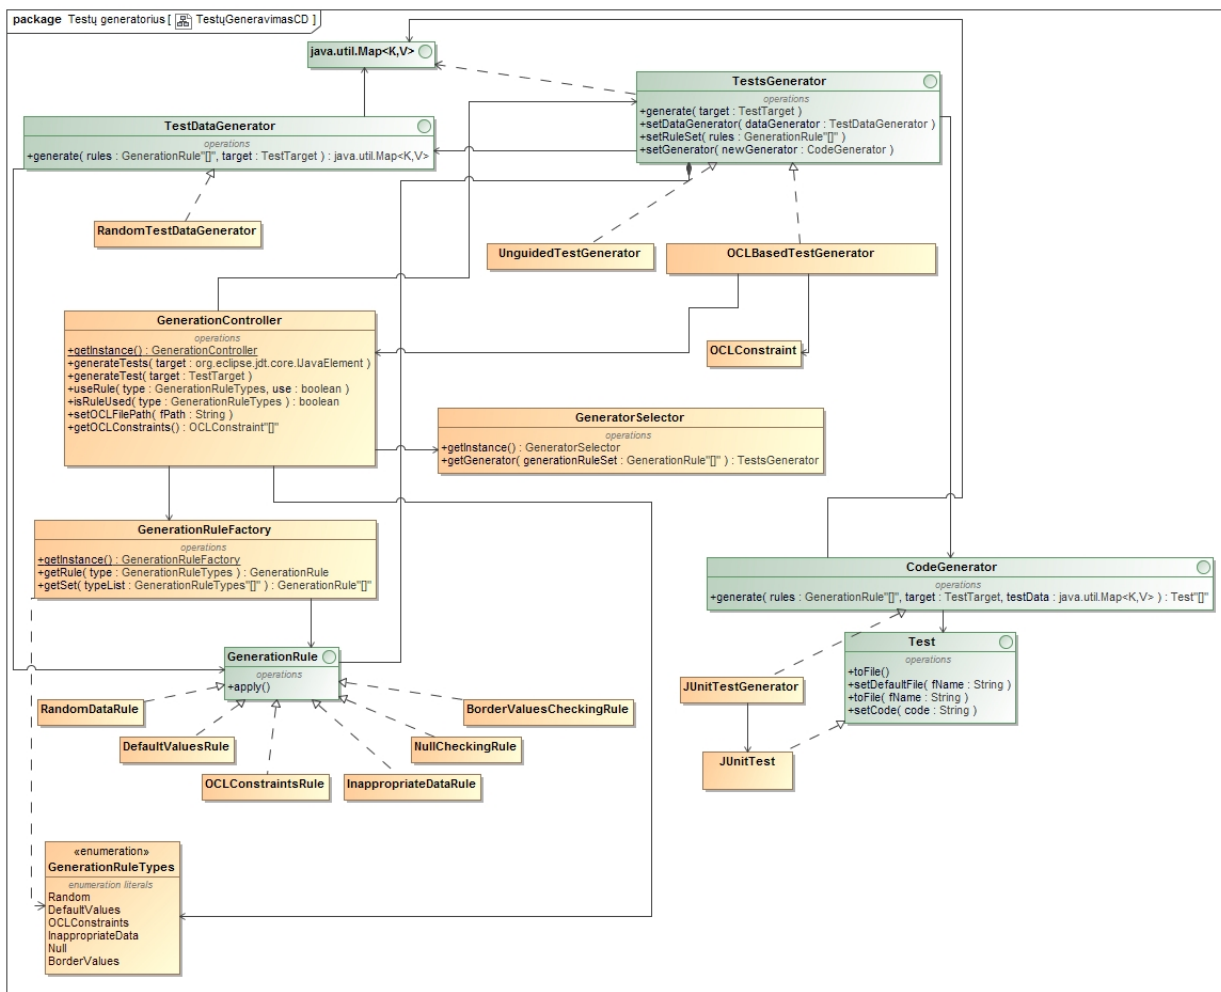 package Testų generatorius [ TestųGeneravimasCD ]
java.util.Map<K,V>
TestsGenerator
operations
+generate( target : TestTarget )
+setDataGenerator( dataGenerator : TestDataGenerator )
+setRuleSet( rules : GenerationRule"[]" )
+setGenerator( newGenerator : CodeGenerator )
TestDataGenerator
operations
+generate( rules : GenerationRule"[]", target : TestTarget ) : java.util.Map<K,V>
RandomTestDataGenerator
UnguidedTestGenerator
OCLBasedTestGenerator
GenerationController
operations
+getInstance() : GenerationController
+generateTests( target : org.eclipse.jdt.core.IJavaElement )
+generateTest( target : TestTarget )
+useRule( type : GenerationRuleTypes, use : boolean )
+isRuleUsed( type : GenerationRuleTypes ) : boolean
+setOCLFilePath( fPath : String )
+getOCLConstraints() : OCLConstraint"[]"
OCLConstraint
GeneratorSelector
operations
+getInstance() : GeneratorSelector
+getGenerator( generationRuleSet : GenerationRule"[]" ) : TestsGenerator
GenerationRuleFactory
operations
+getInstance() : GenerationRuleFactory
+getRule( type : GenerationRuleTypes ) : GenerationRule
+getSet( typeList : GenerationRuleTypes"[]" ) : GenerationRule"[]"
CodeGenerator
operations
+generate( rules : GenerationRule"[]", target : TestTarget, testData : java.util.Map<K,V> ) : Test"[]"
GenerationRule
operations
+apply()
Test
operations
+toFile()
+setDefaultFile( fName : String )
+toFile( fName : String )
+setCode( code : String )
JUnitTestGenerator
JUnitTest
RandomDataRule
BorderValuesCheckingRule
DefaultValuesRule
NullCheckingRule
OCLConstraintsRule
InappropriateDataRule
«enumeration»
GenerationRuleTypes
enumeration literals
Random
DefaultValues
OCLConstraints
InappropriateData
Null
BorderValues